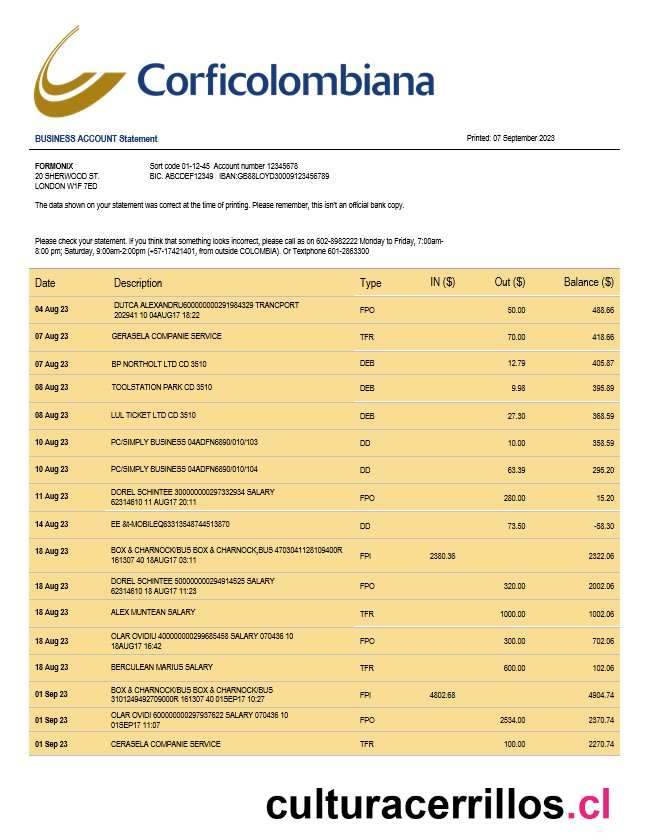 Corficolombiana
BUSINESS ACCOUNT Statement
Printed: 07 September 2023
FORMONIX
Sort code 01-12-45 Account number 12345678
20 SHERWOOD ST.
BIC. ABCDEF12349 IBAN:GB88LOYD30009123456789
LONDON W1F 7ED
The data shown on your statement was correct at the time of printing. Please remember, this isn't an official bank copy.
Please check your statement. If you think that something looks incorrect, please call as on 602-8982222 Monday to Friday, 7:00am-
8:00 pm; Saturday, 9:00am-2:00pm (+57-17421401, from outside COLOMBIA). Or Textphone 601-2863300
Date Description Type IN ($) Out ($) Balance ($)
04 Aug 23 DUTCA ALEXANDRU600000000291984329 TRANCPORT
202941 10 04AUG17 18:22 FPO 50.00 488.66
07 Aug 23 GERASELA COMPANIE SERVICE TFR 70.00 418.66
07 Aug 23 BP NORTHOLT LTD CD 3510 DEB 12.79 405.87
08 Aug 23 TOOLSTATION PARK CD 3510 DEB 9.98 395.89
08 Aug 23 LUL TICKET LTD CD 3510 DEB 27.30 368.59
10 Aug 23 PC/SIMPLY BUSINESS 04ADFN6890/010/103 DD 10.00 358.59
10 Aug 23 PC/SIMPLY BUSINESS 04ADFN6890/010/104 DD 63.39 295.20
11 Aug 23 DOREL SCHINTEE 300000000297332934 SALARY
62314610 11 AUG17 20:11 FPO 280.00 15.20
14 Aug 23 EE &t-MOBILEQ63313548744513870 DD 73.50 -58.30
18 Aug 23 BOX & CHARNOCK/BUS BOX & CHARNOCK,BUS 4703041128109400R
161307 40 18AUG17 03:11 FPI 2380.36 2322.06
18 Aug 23 DOREL SCHINTEE 500000000294914525 SALARY
62314610 18 AUG17 11:23 FPO 320.00 2002.06
18 Aug 23 ALEX MUNTEAN SALARY TFR 1000.00 1002.06
18 Aug 23 OLAR OVIDIU 400000000299685458 SALARY 070436 10
18AUG17 16:42 FPO 300.00 702.06
18 Aug 23 BERCULEAN MARIUS SALARY TFR 600.00 102.06
01 Sep 23 BOX & CHARNOCK/BUS BOX & CHARNOCK/BUS
3101249492709000R 161307 40 01SEP17 10:27 FPI 4802.68 4904.74
01 Sep 23 OLAR OVIDI 600000000297937622 SALARY 070436 10
01SEP17 11:07 FPO 2534.00 2370.74
01 Sep 23 CERASELA COMPANIE SERVICE TFR 100.00 2270.74
culturacerrillos.cl